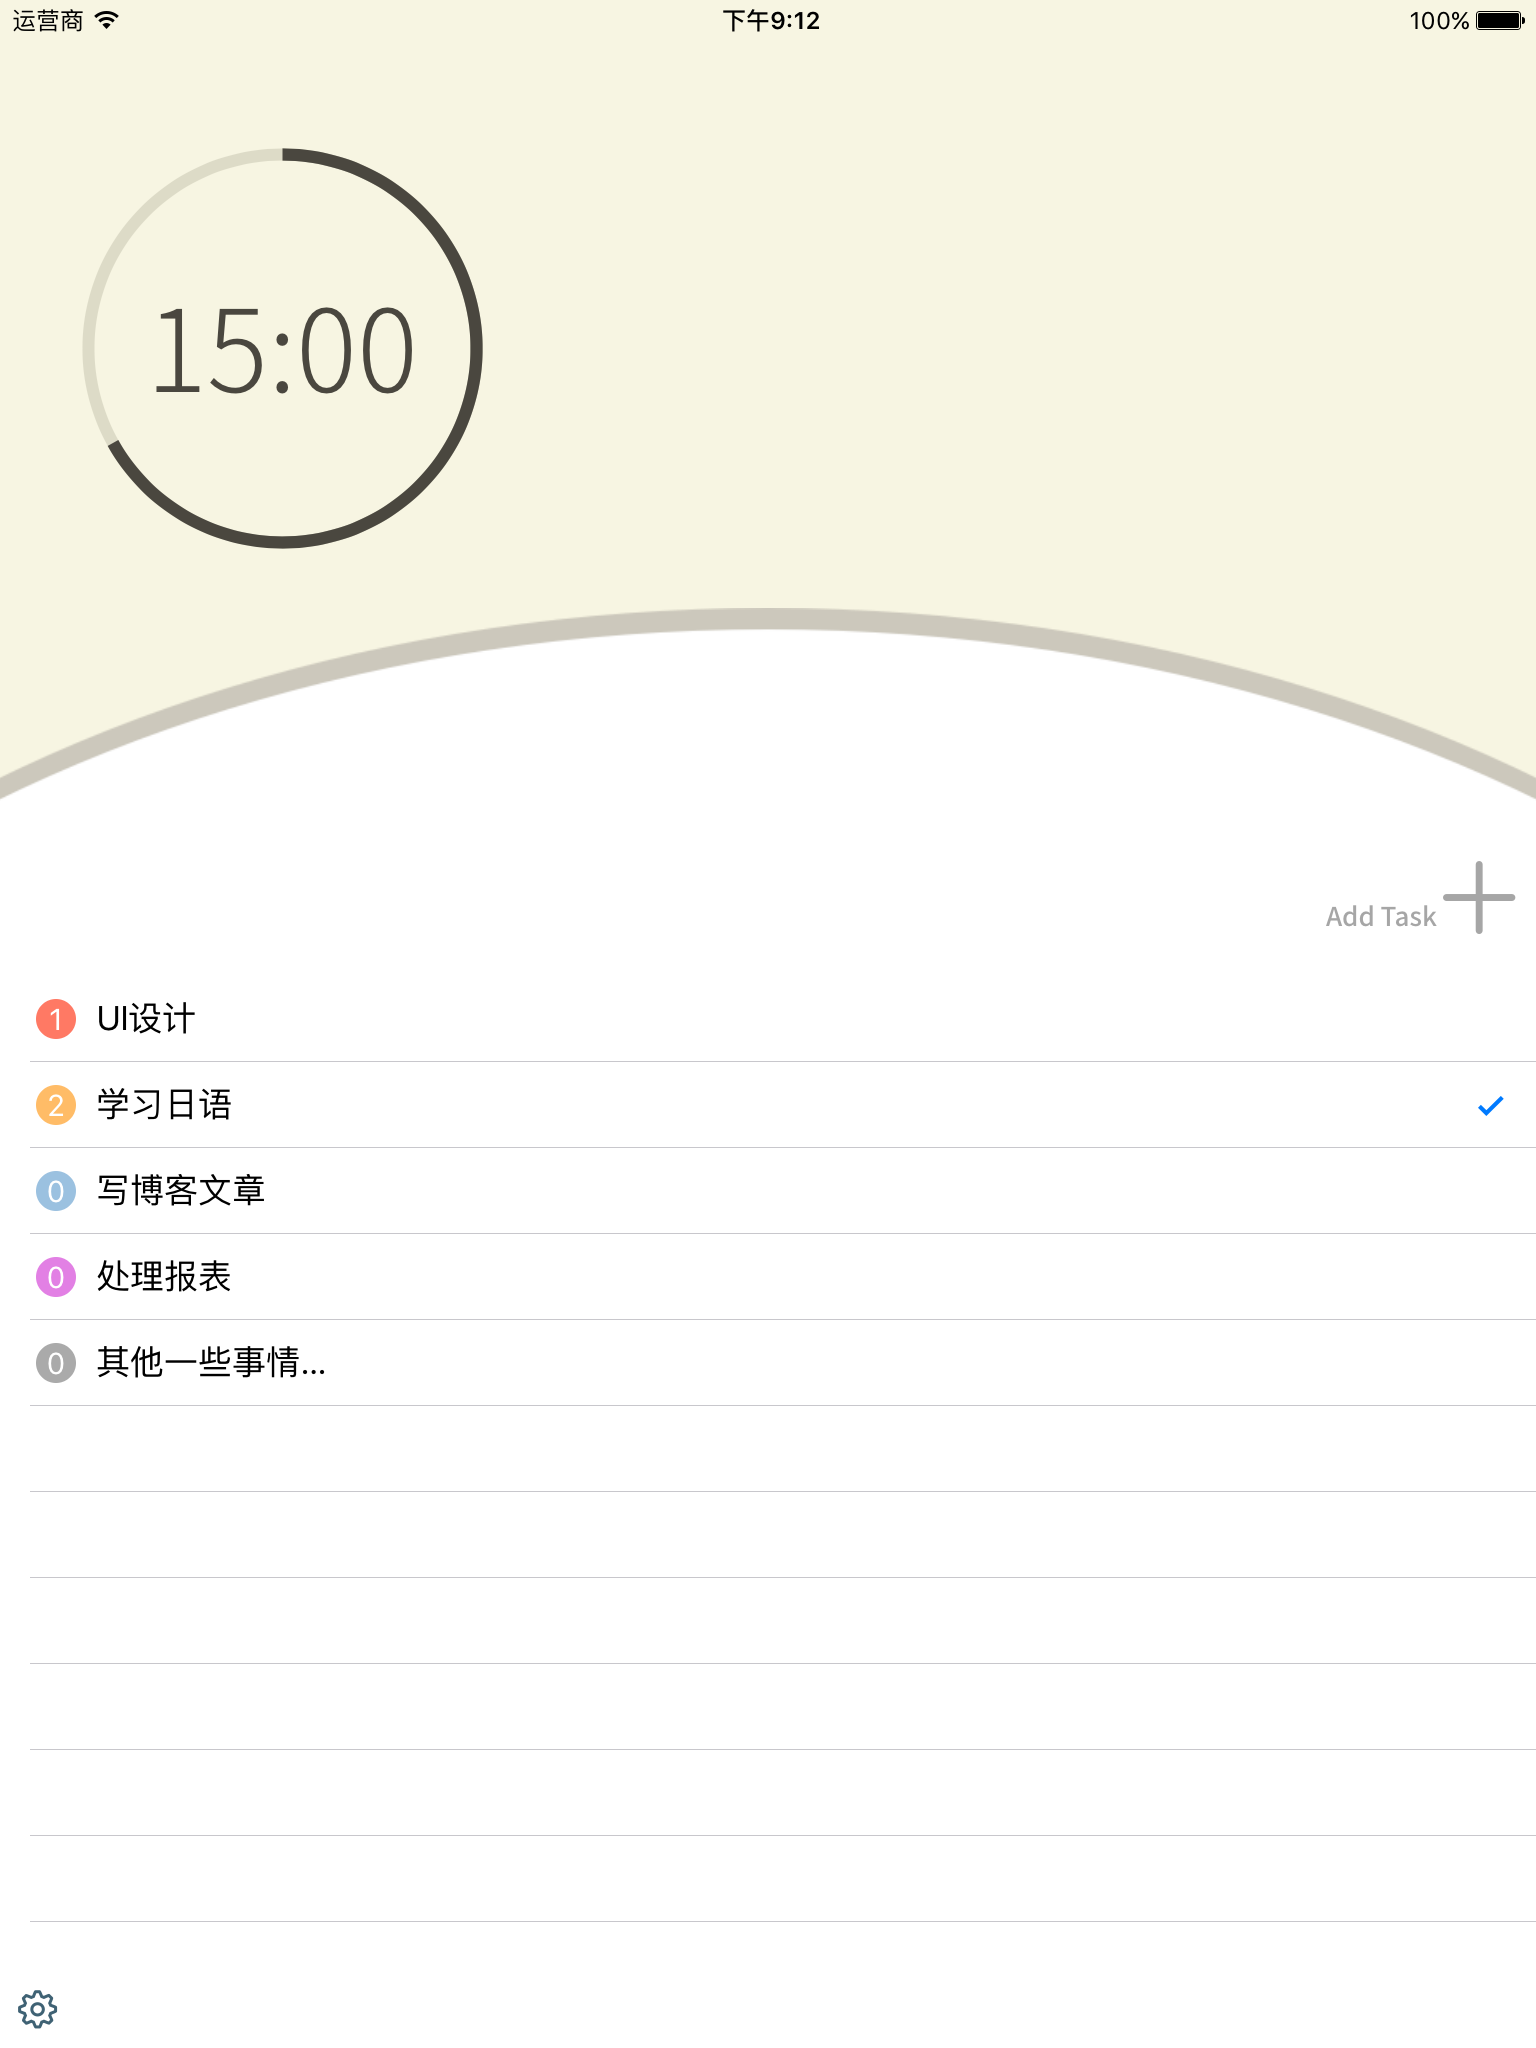 运营商 下午9:12 100%
15:00
Add Task
1 UI设计
2 学习日语
0 写博客文章
0 处理报表
0 其他一些事情...